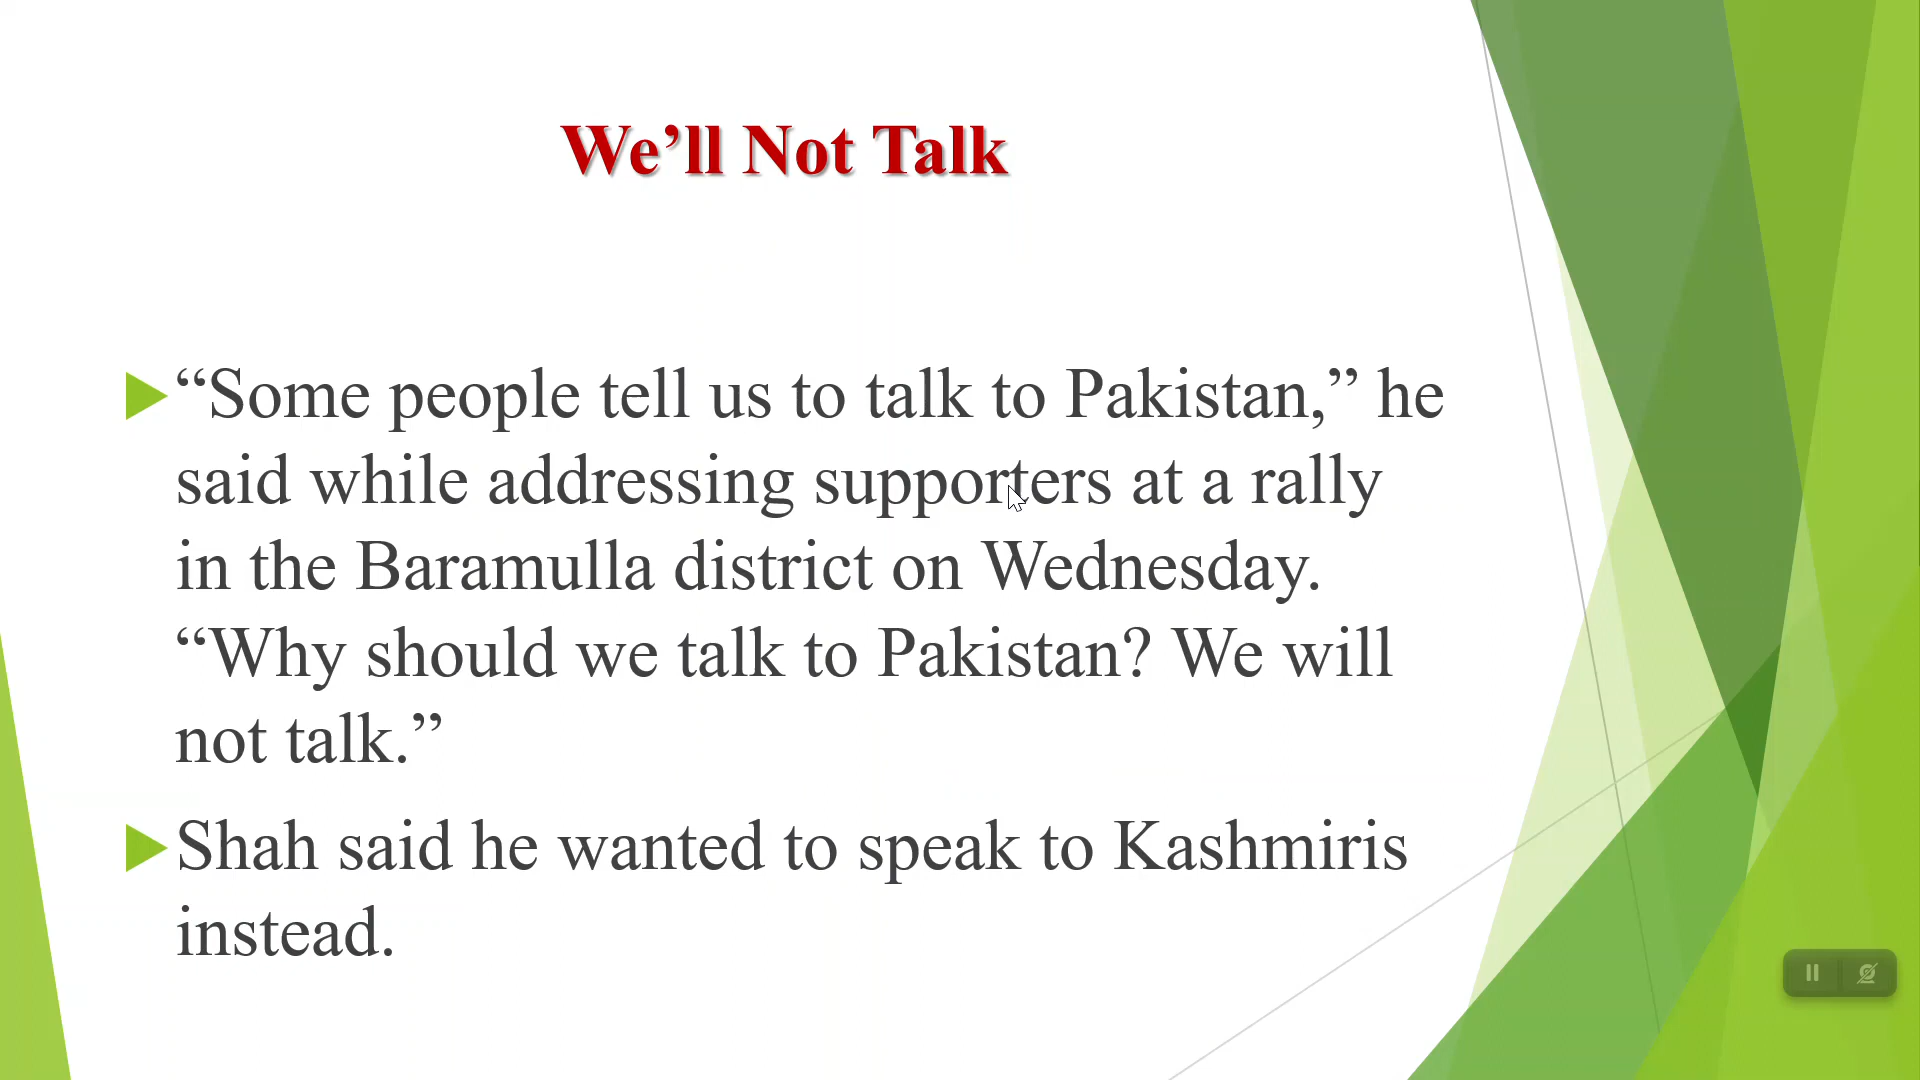 We’ll Not Talk
“Some people tell us to talk to Pakistan,” he
said while addressing supporters at a rally
in the Baramulla district on Wednesday.
“Why should we talk to Pakistan? We will
not talk.”
Shah said he wanted to speak to Kashmiris
instead.